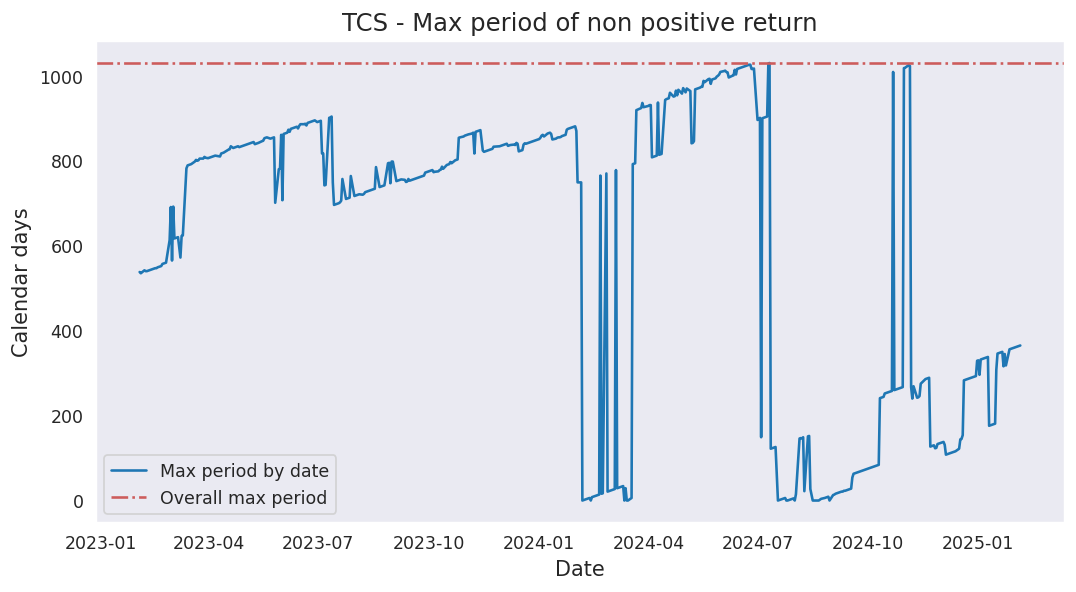 TCS - Max period of non positive return
1000
800
600
400
200
0
Calendar days
Max period by date
Overall max period
2023-01 2023-04 2023-07 2023-10 2024-01 2024-04 2024-07 2024-10 2025-01
Date